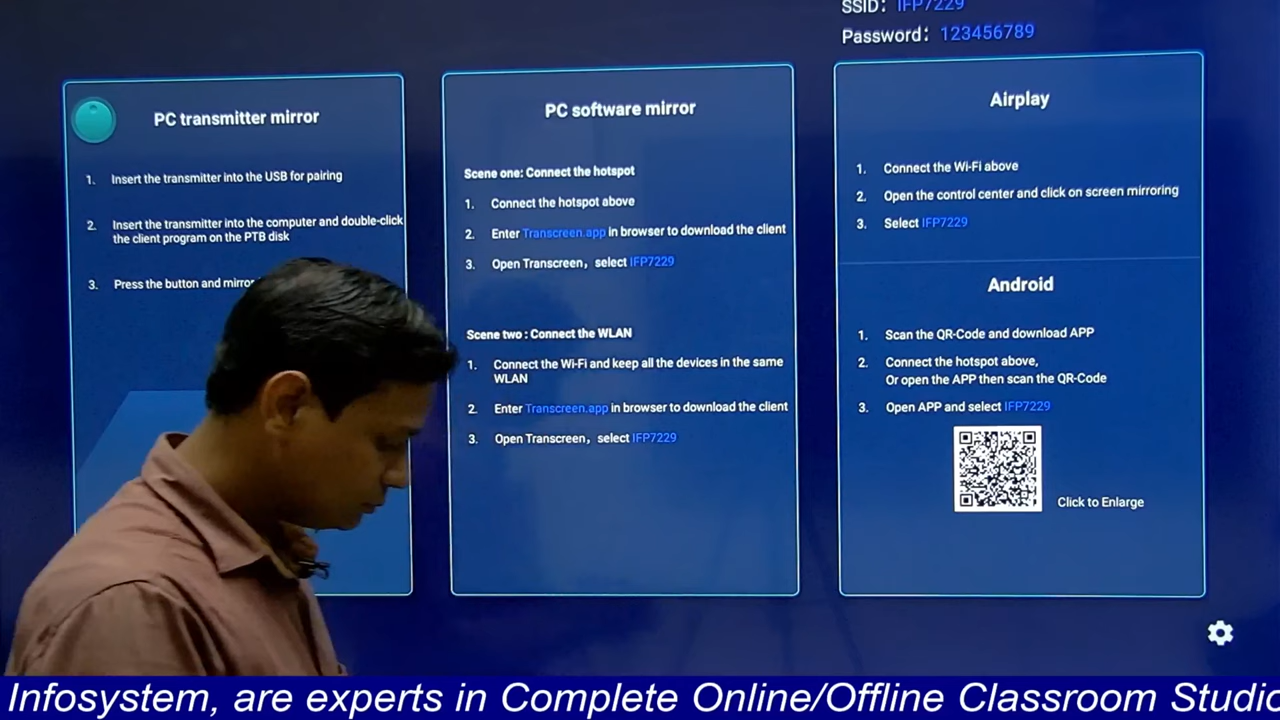 SSID: IFP7229
Password: 123456789
PC transmitter mirror
1. Insert the transmitter into the USB for pairing
2. Insert the transmitter into the computer and double-click
the client program on the PTB disk
3. Press the button and
PC software mirror
Scene one: Connect the hotspot
1. Connect the hotspot above
2. Enter Transcreen.app in browser to download the client
3. Open Transcreen, select IFP7229
Scene two : Connect the WLAN
1. Connect the Wi-Fi and keep all the devices in the same
WLAN
2. Enter Transcreen.app in browser to download the client
3. Open Transcreen, select IFP7229
Airplay
1. Connect the Wi-Fi above
2. Open the control center and click on screen mirroring
3. Select IFP7229
Android
1. Scan the QR-Code and download APP
2. Connect the hotspot above,
Or open the APP then scan the QR-Code
3. Open APP and select IFP7229
Click to Enlarge
Infosystem, are experts in Complete Online/Offline Classroom